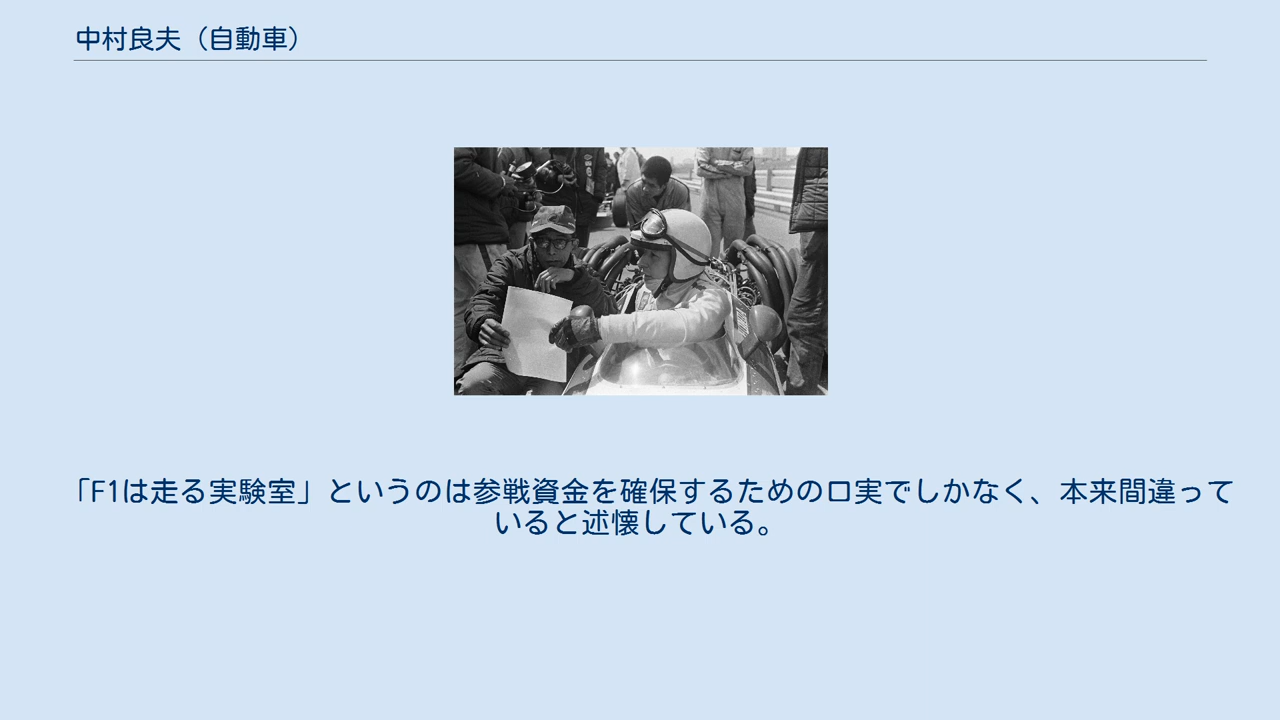 中村良夫（自動車）
「F1は走る実験室」というのは参戦資金を確保するための口実でしかなく、本来間違って
いると述懐している。